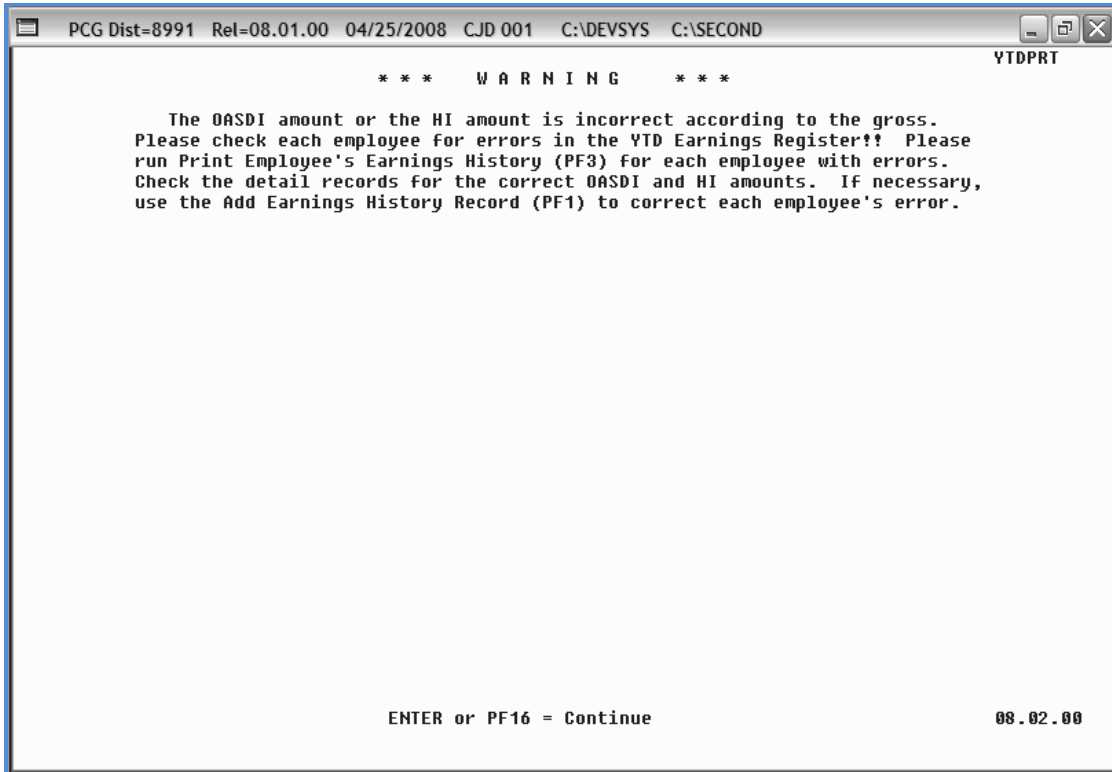 PCG Dist=8991 Rel=08.01.00 04/25/2008 CJD 001 C:\DEVSYS C:\SECOND
YTDPRT
* * * W A R N I N G * * *
The OASDI amount or the HI amount is incorrect according to the gross.
Please check each employee for errors in the YTD Earnings Register!! Please
run Print Employee's Earnings History (PF3) for each employee with errors.
Check the detail records for the correct OASDI and HI amounts. If necessary,
use the Add Earnings History Record (PF1) to correct each employee's error.
ENTER or PF16 = Continue 08.02.00